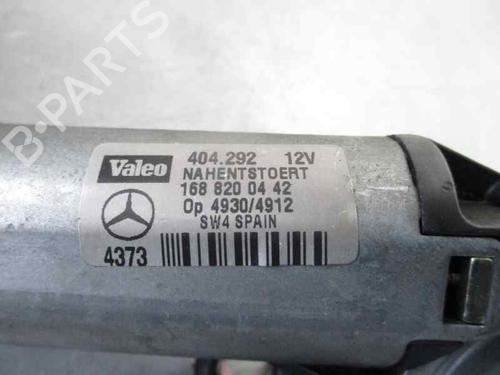 Valeo 404.292 12V
NAHENTSTOERT
168 820 04 42
Op 4930/4912
SW4 SPAIN
4373
B-PARTS